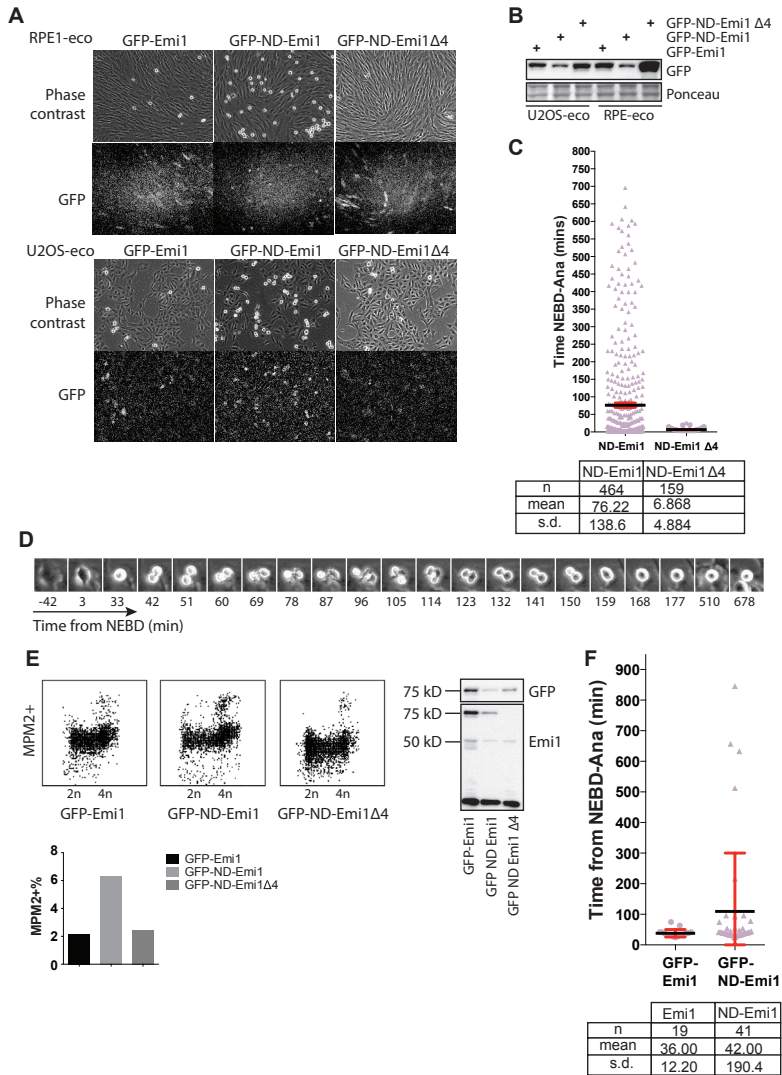 A
RPE1-eco
GFP-Emi1
GFP-ND-Emi1
GFP-ND-Emi1Δ4
Phase contrast
GFP
U2OS-eco
GFP-Emi1
GFP-ND-Emi1
GFP-ND-Emi1Δ4
Phase contrast
GFP
B
+ + GFP-ND-Emi1 Δ4
+ + GFP-ND-Emi1
+ + GFP-Emi1
GFP
Ponceau
U2OS-eco RPE-eco
C
Time NEBD-Ana (mins)
800
750
700
650
600
550
500
450
400
350
300
250
200
150
100
50
0
ND-Emi1 ND-Emi1 Δ4
ND-Emi1 ND-Emi1Δ4
n 464 159
mean 76.22 6.868
s.d. 138.6 4.884
D
-42 3 33 42 51 60 69 78 87 96 105 114 123 132 141 150 159 168 177 510 678
Time from NEBD (min)
E
MPM2+
2n 4n 2n 4n 2n 4n
GFP-Emi1 GFP-ND-Emi1 GFP-ND-Emi1Δ4
75 kD GFP
75 kD
50 kD Emi1
GFP-Emi1
GFP ND Emi1
GFP ND Emi1 Δ4
MPM2+%
8
6
4
2
0
GFP-Emi1
GFP-ND-Emi1
GFP-ND-Emi1Δ4
F
Time from NEBD-Ana (min)
900
800
700
600
500
400
300
200
100
0
GFP-Emi1
GFP-ND-Emi1
Emi1 ND-Emi1
n 19 41
mean 36.00 42.00
s.d. 12.20 190.4